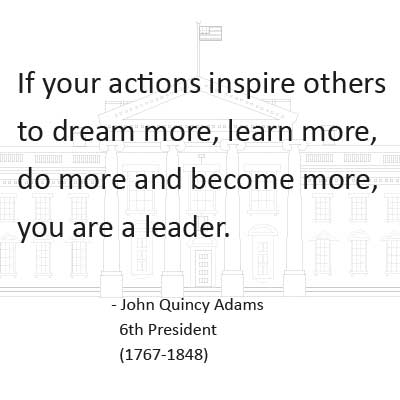 If your actions inspire others
to dream more, learn more,
do more and become more,
you are a leader.
- John Quincy Adams
6th President
(1767-1848)